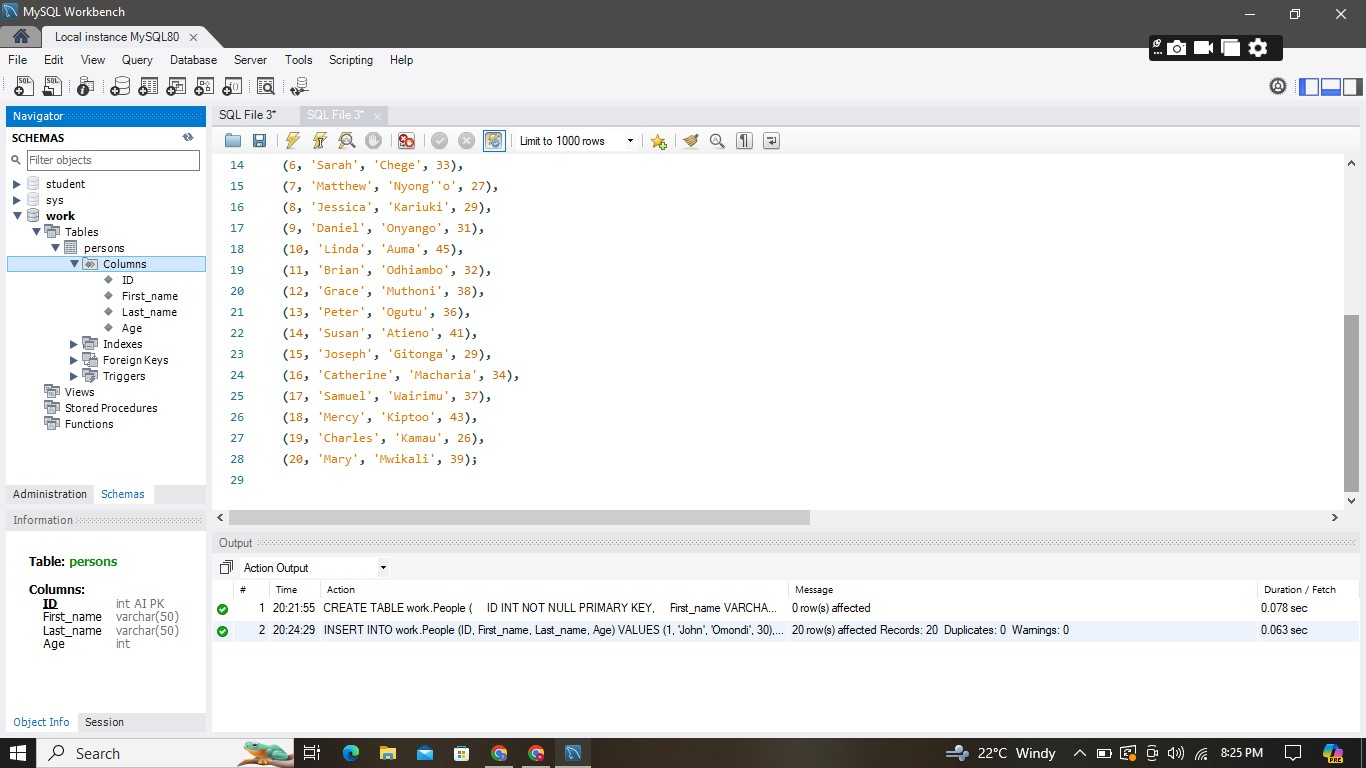 MySQL Workbench
Local instance MySQL80
File Edit View Query Database Server Tools Scripting Help
Navigator
SCHEMAS
Filter objects
student
sys
work
Tables
persons
Columns
ID
First_name
Last_name
Age
Indexes
Foreign Keys
Triggers
Views
Stored Procedures
Functions
Administration Schemas
Information
Table: persons
Columns:
ID int AI PK
First_name varchar(50)
Last_name varchar(50)
Age int
Object Info Session
SQL File 3* SQL File 3*
Limit to 1000 rows
14 (6, 'Sarah', 'Chege', 33),
15 (7, 'Matthew', 'Nyong''o', 27),
16 (8, 'Jessica', 'Kariuki', 29),
17 (9, 'Daniel', 'Onyango', 31),
18 (10, 'Linda', 'Auma', 45),
19 (11, 'Brian', 'Odhiambo', 32),
20 (12, 'Grace', 'Muthoni', 38),
21 (13, 'Peter', 'Ogutu', 36),
22 (14, 'Susan', 'Atieno', 41),
23 (15, 'Joseph', 'Gitonga', 29),
24 (16, 'Catherine', 'Macharia', 34),
25 (17, 'Samuel', 'Wairimu', 37),
26 (18, 'Mercy', 'Kiptoo', 43),
27 (19, 'Charles', 'Kamau', 26),
28 (20, 'Mary', 'Mwikali', 39);
29
Output
Action Output
# Time Action Message Duration / Fetch
1 20:21:55 CREATE TABLE work.People ( ID INT NOT NULL PRIMARY KEY, First_name VARCHA... 0 row(s) affected 0.078 sec
2 20:24:29 INSERT INTO work.People (ID, First_name, Last_name, Age) VALUES (1, 'John', 'Omondi', 30),... 20 row(s) affected Records: 20 Duplicates: 0 Warnings: 0 0.063 sec
Search
22°C Windy
8:25 PM
PRE